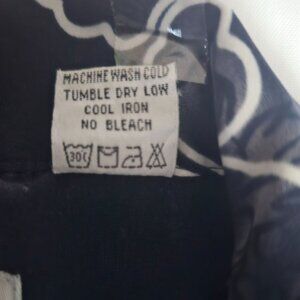 MACHINE WASH COLD
TUMBLE DRY LOW
COOL IRON
NO BLEACH
30